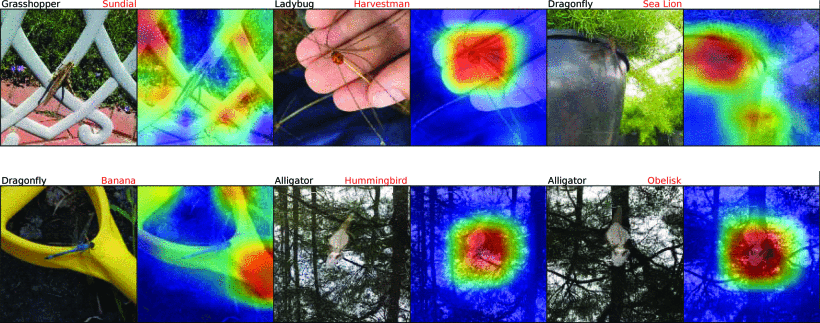 Grasshopper Sundial Ladybug Harvestman Dragonfly Sea Lion
Dragonfly Banana Alligator Hummingbird Alligator Obelisk